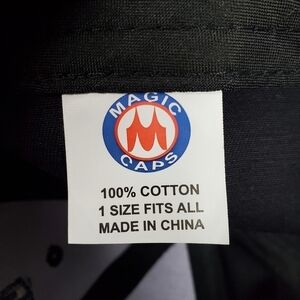 MAGIC
CAPS
100% COTTON
1 SIZE FITS ALL
MADE IN CHINA